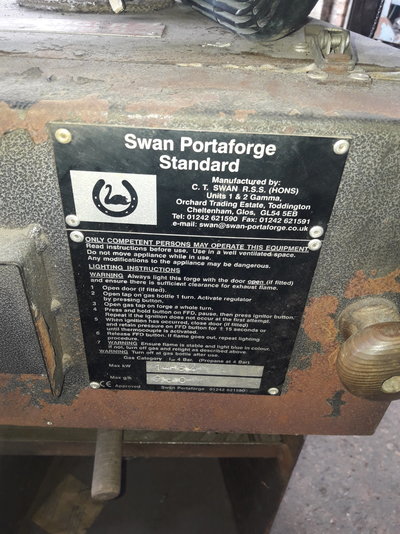 Swan Portaforge
Standard
Manufactured by:
C. T. SWAN R.S.S. (HONS)
Units 1 & 2 Gamma,
Orchard Trading Estate, Toddington
Cheltenham, Glos, GL54 5EB
Tel: 01242 621590 Fax: 01242 621591
e-mail: swan@swan-portaforge.co.uk
ONLY COMPETENT PERSONS MAY OPERATE THIS EQUIPMENT
Read instructions before use. Use in a well ventilated-space.
Do not move appliance while in use.
Any modifications to the appliance may be dangerous.
LIGHTING INSTRUCTIONS
WARNING Always light this forge with the door open (if fitted)
and ensure there is sufficient clearance for exhaust flame.
1 Open door (if fitted).
2 Open tap on gas bottle 1 turn. Activate regulator
by pressing button.
3 Open gas tap on forge a whole turn.
4 Press and hold button on FFD, pause, then press ignitor button.
Repeat if the ignition does not occur at the first attempt.
5 When ignition has occurred, close door (if fitted)
and retain pressure on FFD button for 15 seconds or
until thermocouple is activated.
6 Release FFD button. If flame goes out, repeat lighting
procedure.
WARNING Ensure flame is stable and light blue in colour.
If not, turn off gas and relight as described above.
WARNING Turn off at gas bottle after use.
Gas Category 4 Bar. (Propane at 4 Bar)
Max kW
Max g/h
CE Approved Swan Portaforge 01242 621590